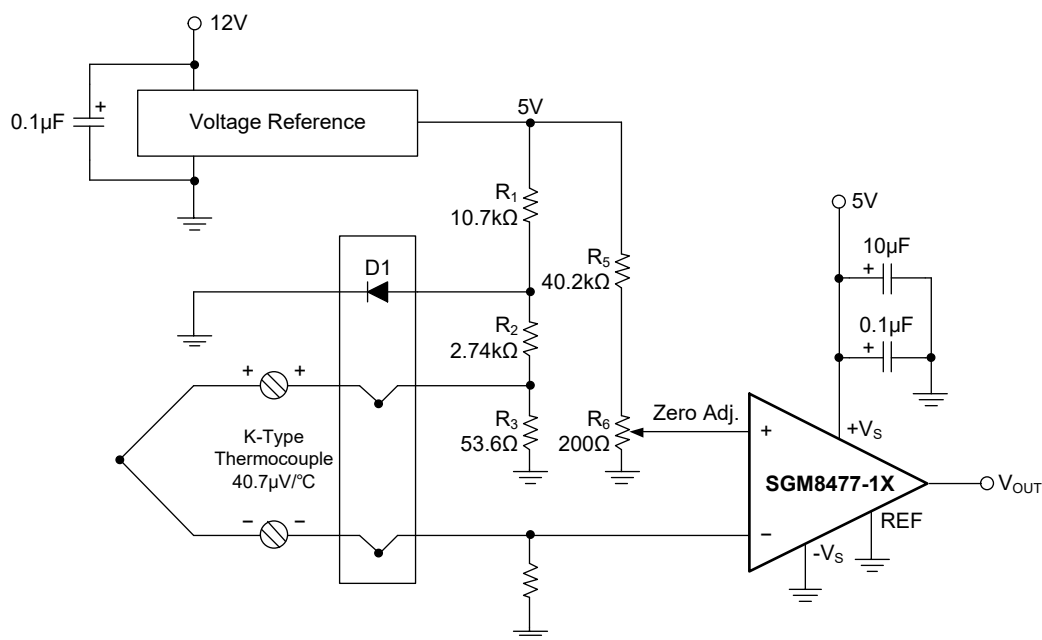 12V
0.1µF
+
Voltage Reference
5V
R1
10.7kΩ
D1
R5
40.2kΩ
R2
2.74kΩ
R3
53.6Ω
R6
200Ω
Zero Adj.
+ +
K-Type
Thermocouple
40.7µV/℃
− −
5V
10µF
+
0.1µF
+
+VS
+
SGM8477-1X
−
VOUT
REF
-VS